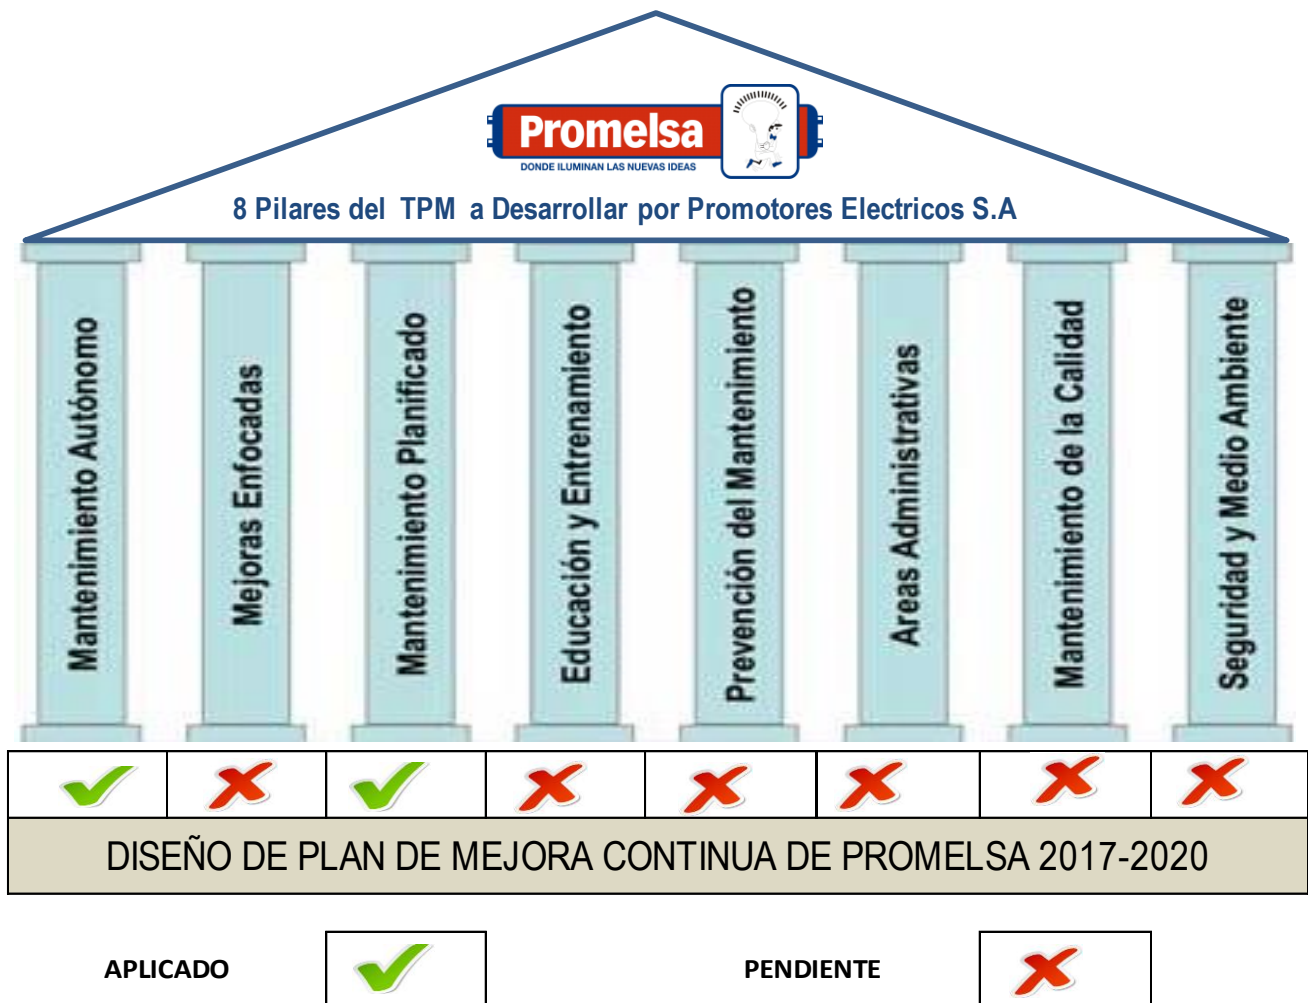 Promelsa
DONDE ILUMINAN LAS NUEVAS IDEAS
8 Pilares del TPM a Desarrollar por Promotores Electricos S.A
Mantenimiento Autónomo
Mejoras Enfocadas
Mantenimiento Planificado
Educación y Entrenamiento
Prevención del Mantenimiento
Areas Administrativas
Mantenimiento de la Calidad
Seguridad y Medio Ambiente
DISEÑO DE PLAN DE MEJORA CONTINUA DE PROMELSA 2017-2020
APLICADO
PENDIENTE